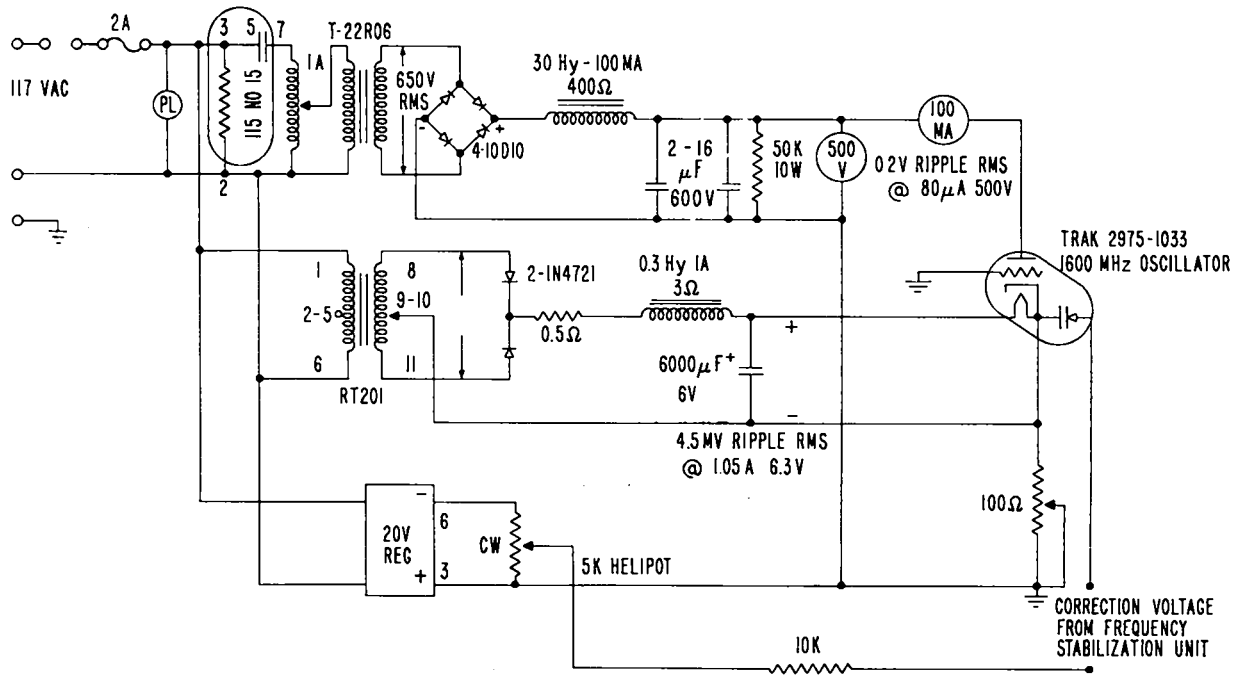 2A
3 5 7
T-22R06
117 VAC
PL
115 NO 15
1A
650V
RMS
2
-
+
4-10D10
30 Hy-100MA
400Ω
2-16
μF
600V
50K
10W
500
V
100
MA
0.2V RIPPLE RMS
@ 80μA 500V
TRAK 2975-1033
1600 MHz OSCILLATOR
1
2-5
6
8
9-10
11
RT201
2-1N4721
0.5Ω
0.3 Hy 1A
3Ω
+
6000μF+
6V
-
4.5MV RIPPLE RMS
@ 1.05A 6.3V
100Ω
-
20V
REG
+
6
3
CW
5K HELIPOT
10K
CORRECTION VOLTAGE
FROM FREQUENCY
STABILIZATION UNIT